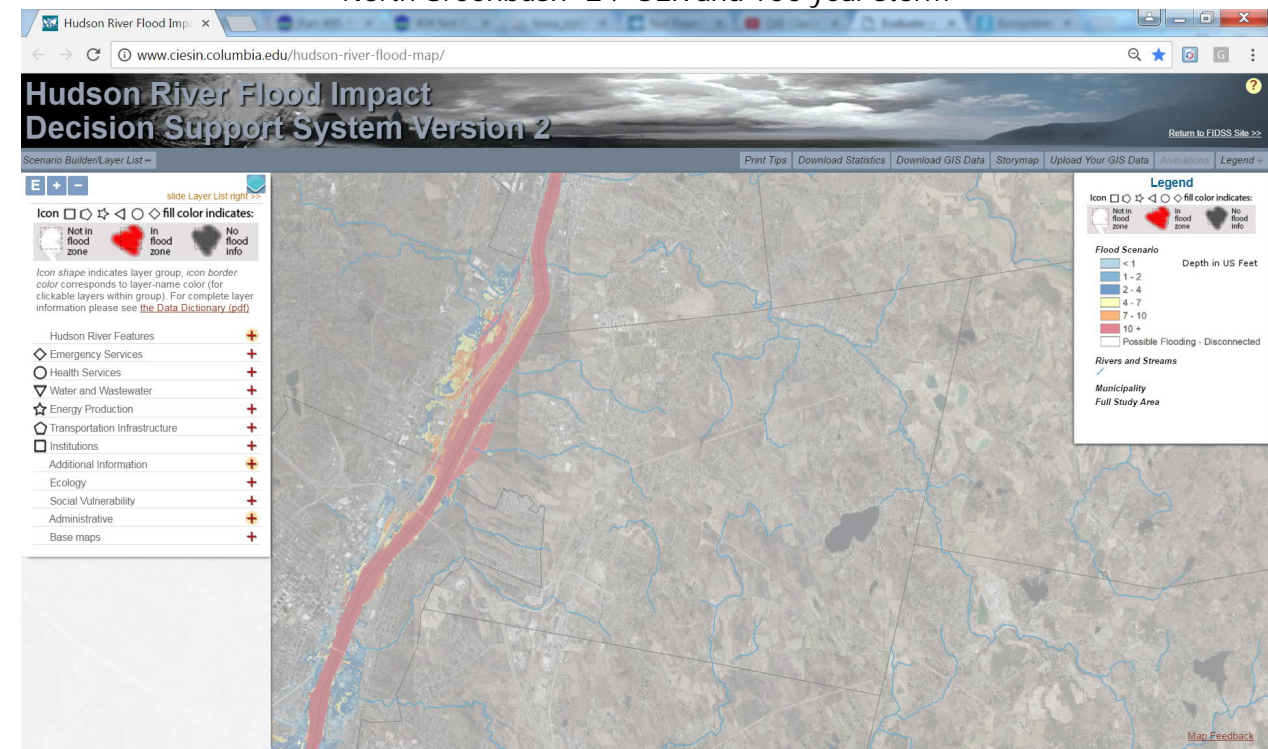 North Greenbush
Hudson River Flood Impa ×
www.ciesin.columbia.edu/hudson-river-flood-map/
Hudson River Flood Impact
Decision Support System Version 2
?
Return to FIDSS Site >>
Scenario Builder/Layer List –
Print Tips
Download Statistics
Download GIS Data
Storymap
Upload Your GIS Data
Animations
Legend +
E + –
slide Layer List right >>
Icon fill color indicates:
Not in flood zone
In flood zone
No flood info
Icon shape indicates layer group, icon border
color corresponds to layer-name color (for
clickable layers within group). For complete layer
information please see the Data Dictionary (pdf)
Hudson River Features +
Emergency Services +
Health Services +
Water and Wastewater +
Energy Production +
Transportation Infrastructure +
Institutions +
Additional Information +
Ecology +
Social Vulnerability +
Administrative +
Base maps +
Legend
Icon fill color indicates:
Not in flood zone
In flood zone
No flood info
Flood Scenario
< 1 Depth in US Feet
1 - 2
2 - 4
4 - 7
7 - 10
10 +
Possible Flooding - Disconnected
Rivers and Streams
Municipality
Full Study Area
Map Feedback